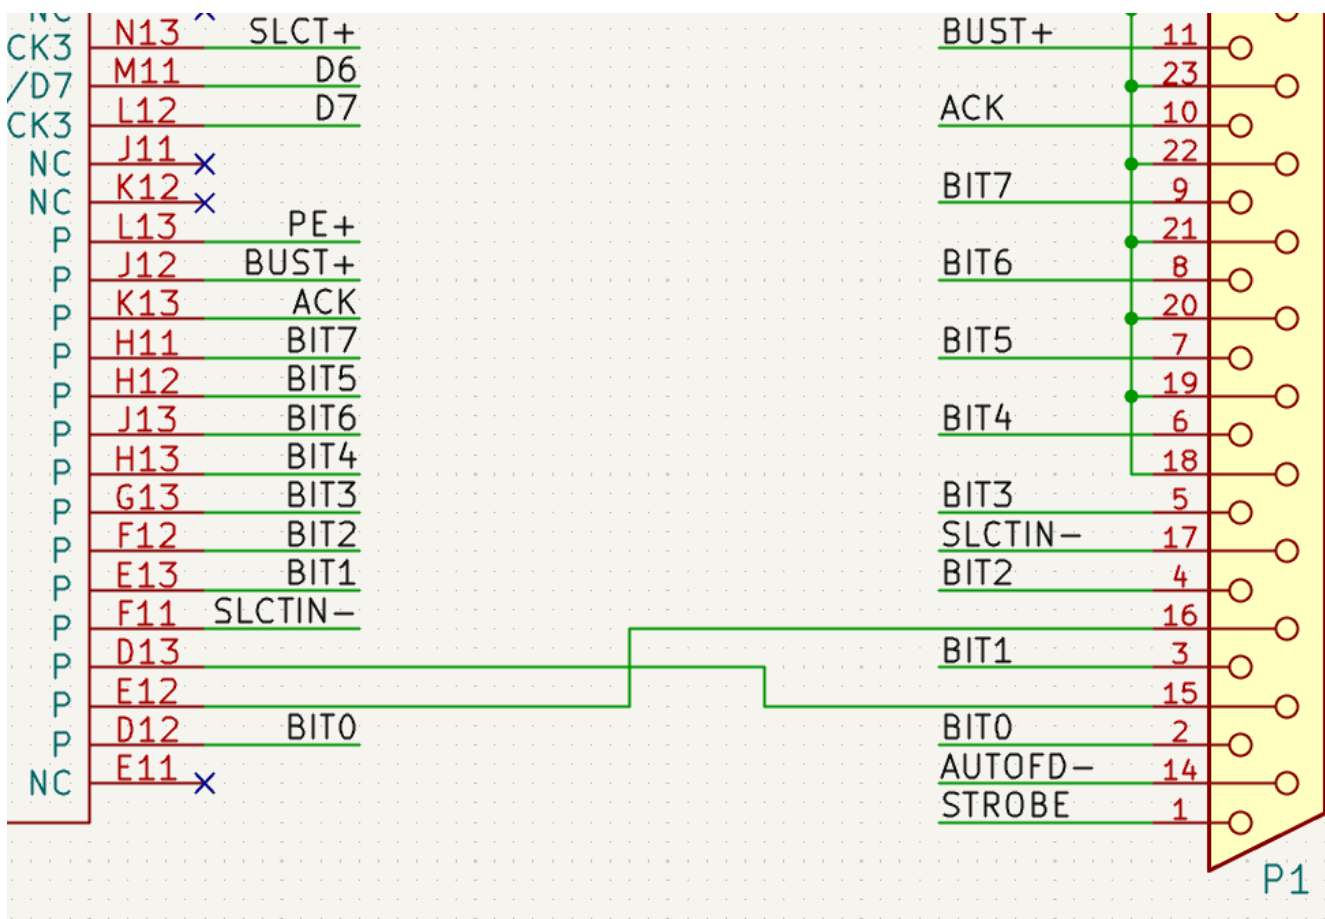 NC
N13 SLCT+
CK3
M11 D6
/D7
L12 D7
CK3
J11
NC
K12
NC
L13 PE+
P
J12 BUST+
P
K13 ACK
P
H11 BIT7
P
H12 BIT5
P
J13 BIT6
P
H13 BIT4
P
G13 BIT3
P
F12 BIT2
P
E13 BIT1
P
F11 SLCTIN-
P
D13
P
E12
P
D12 BIT0
P
E11
NC
BUST+ 11
23
ACK 10
22
BIT7 9
21
BIT6 8
20
BIT5 7
19
BIT4 6
18
BIT3 5
SLCTIN- 17
BIT2 4
16
BIT1 3
15
BIT0 2
AUTOFD- 14
STROBE 1
P1